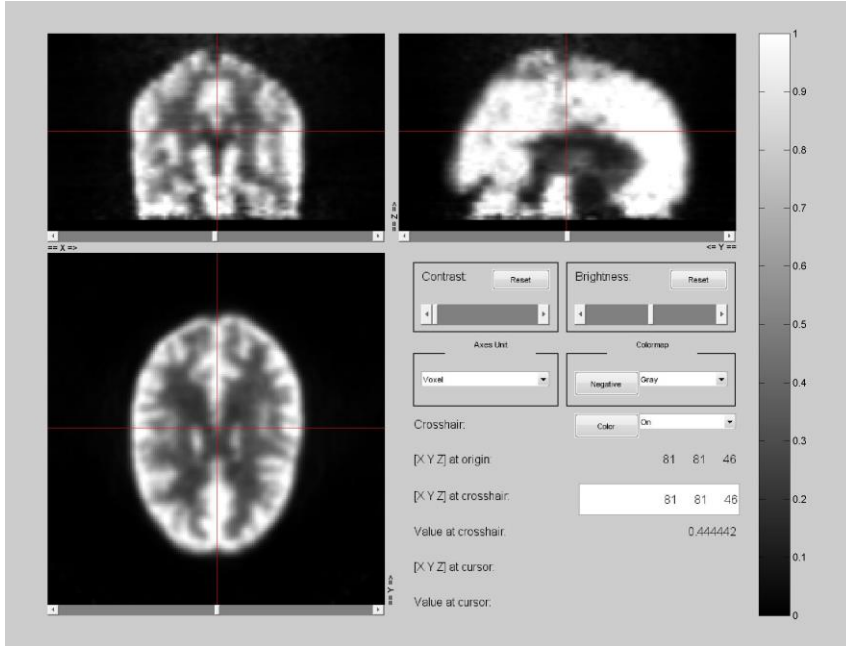 == X =>
== Z =>
<= Y ==
== Y =>
Contrast:
Reset
Brightness:
Reset
Axes Unit
Voxel
Colormap
Negative
Gray
Crosshair:
Color
On
[X Y Z] at origin:
81 81 46
[X Y Z] at crosshair:
81 81 46
Value at crosshair:
0.444442
[X Y Z] at cursor:
Value at cursor:
1
0.9
0.8
0.7
0.6
0.5
0.4
0.3
0.2
0.1
0